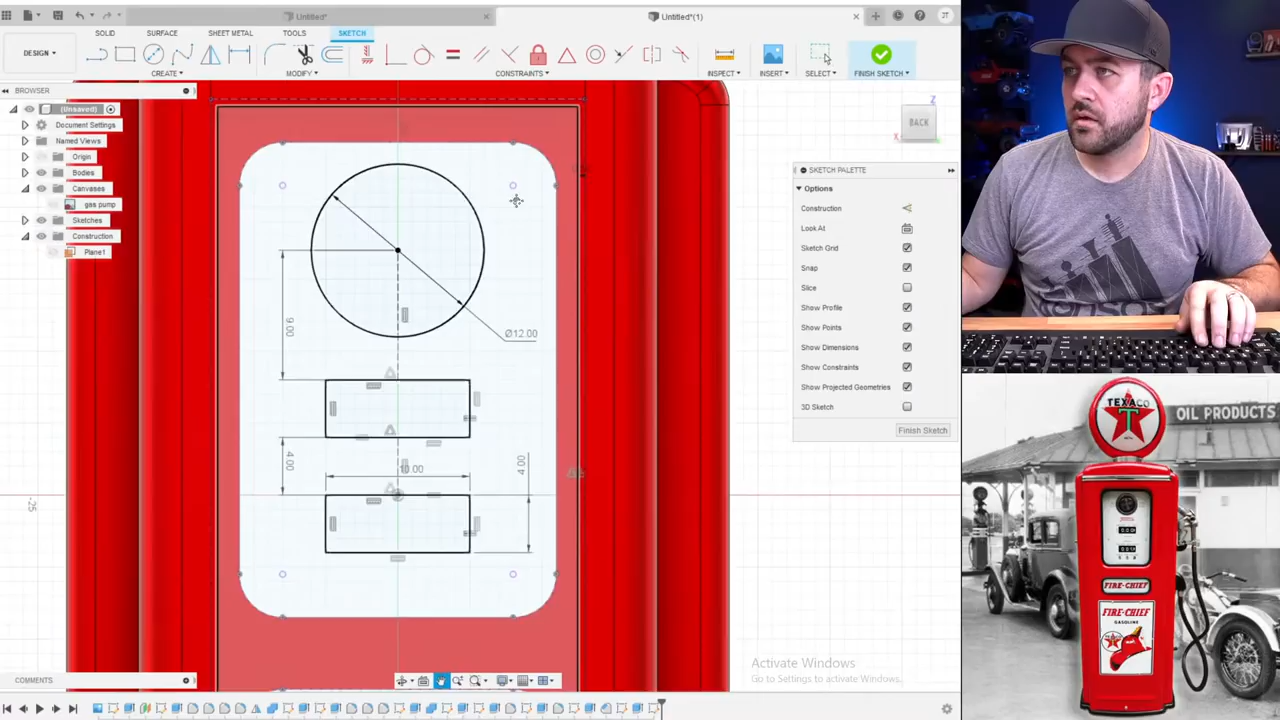 Untitled*
Untitled*(1)
JT
DESIGN
SOLID
SURFACE
SHEET METAL
TOOLS
SKETCH
CREATE
MODIFY
CONSTRAINTS
INSPECT
INSERT
SELECT
FINISH SKETCH
BROWSER
(Unsaved)
Document Settings
Named Views
Origin
Bodies
Canvases
gas pump
Sketches
Construction
Plane1
Z
BACK
X
SKETCH PALETTE
Options
Construction
Look At
Sketch Grid
Snap
Slice
Show Profile
Show Points
Show Dimensions
Show Constraints
Show Projected Geometries
3D Sketch
Finish Sketch
9.00
Ø12.00
4.00
10.00
4.00
-25
Activate Windows
Go to Settings to activate Windows.
COMMENTS
TEXACO
T
OIL PRODUCTS
FIRE-CHIEF
FIRE-CHIEF
GASOLINE